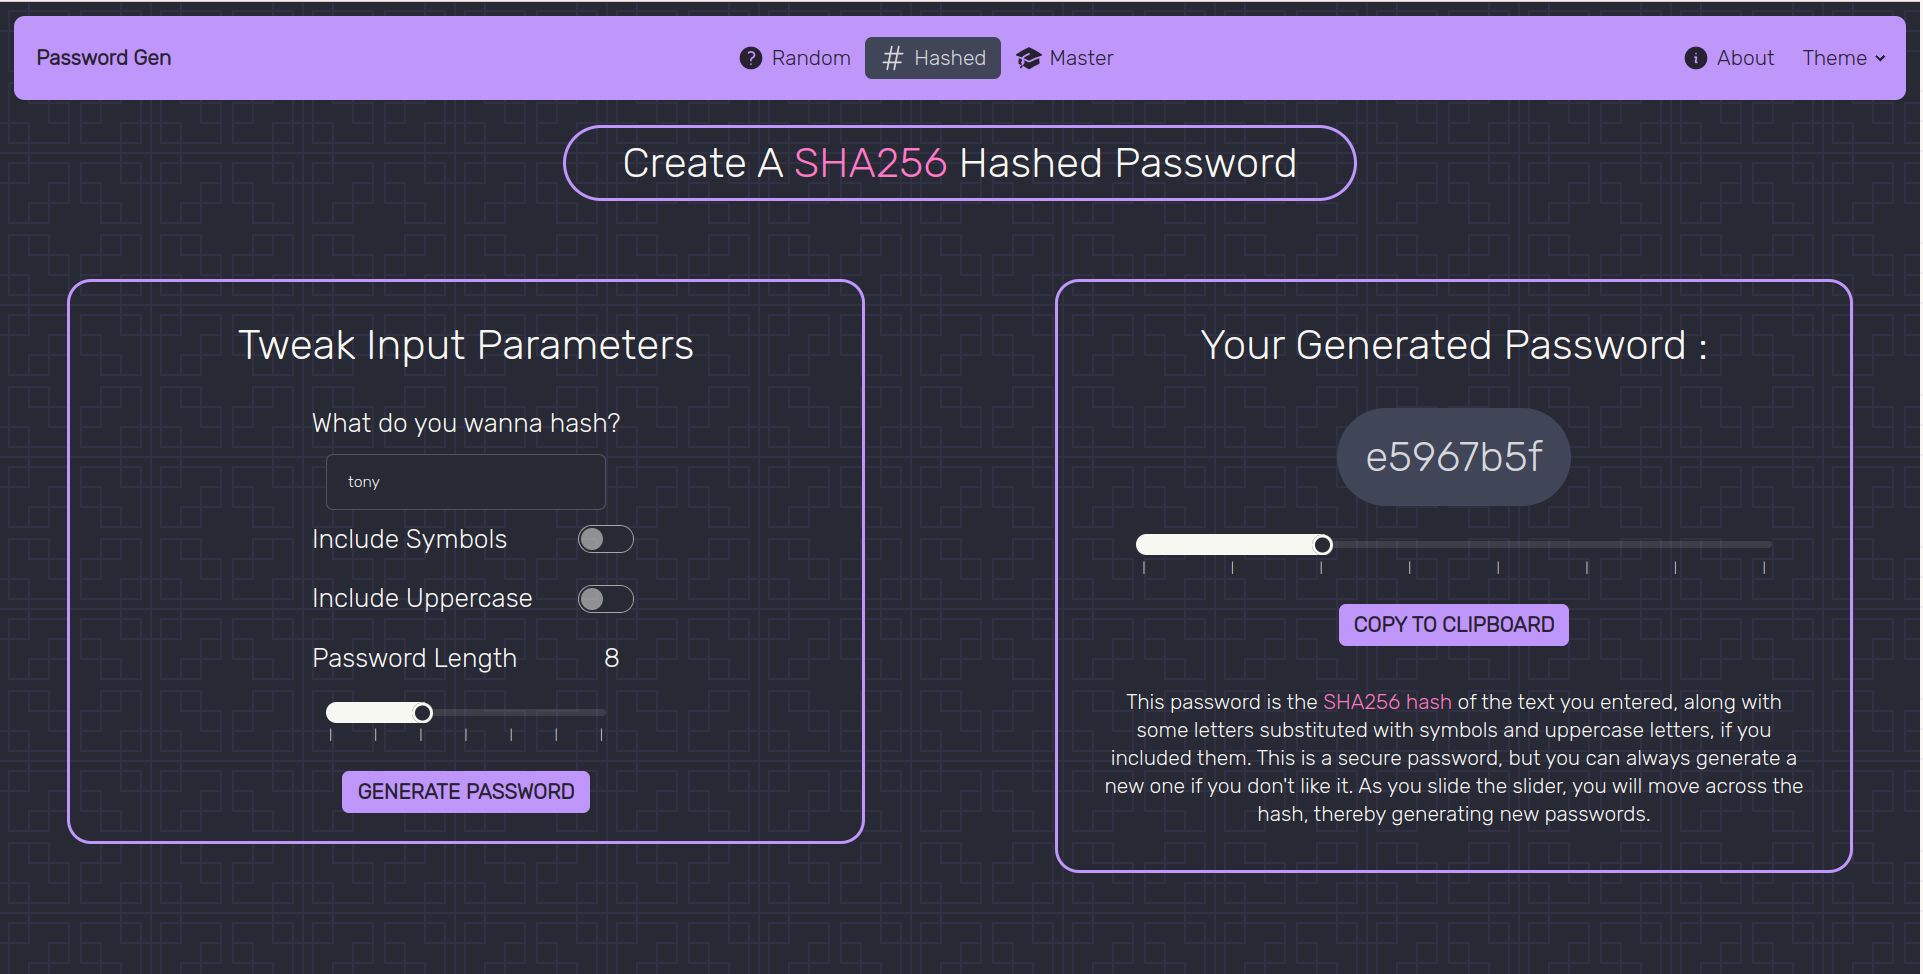 Password Gen
Random
Hashed
Master
About
Theme
Create A SHA256 Hashed Password
Tweak Input Parameters
What do you wanna hash?
tony
Include Symbols
Include Uppercase
Password Length 8
GENERATE PASSWORD
Your Generated Password :
e5967b5f
COPY TO CLIPBOARD
This password is the SHA256 hash of the text you entered, along with
some letters substituted with symbols and uppercase letters, if you
included them. This is a secure password, but you can always generate a
new one if you don't like it. As you slide the slider, you will move across the
hash, thereby generating new passwords.